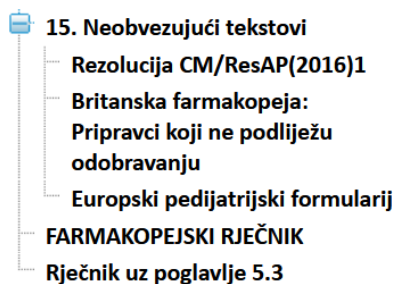 15. Neobvezujući tekstovi
Rezolucija CM/ResAP(2016)1
Britanska farmakopeja:
Pripravci koji ne podliježu
odobravanju
Europski pedijatrijski formularij
FARMAKOPEJSKI RJEČNIK
Rječnik uz poglavlje 5.3